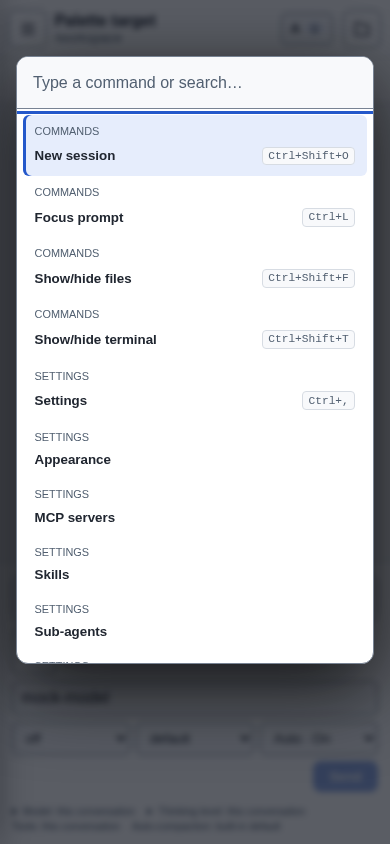 Palette target
Type a command or search…
COMMANDS
New session Ctrl+Shift+O
COMMANDS
Focus prompt Ctrl+L
COMMANDS
Show/hide files Ctrl+Shift+F
COMMANDS
Show/hide terminal Ctrl+Shift+T
SETTINGS
Settings Ctrl+,
SETTINGS
Appearance
SETTINGS
MCP servers
SETTINGS
Skills
SETTINGS
Sub-agents